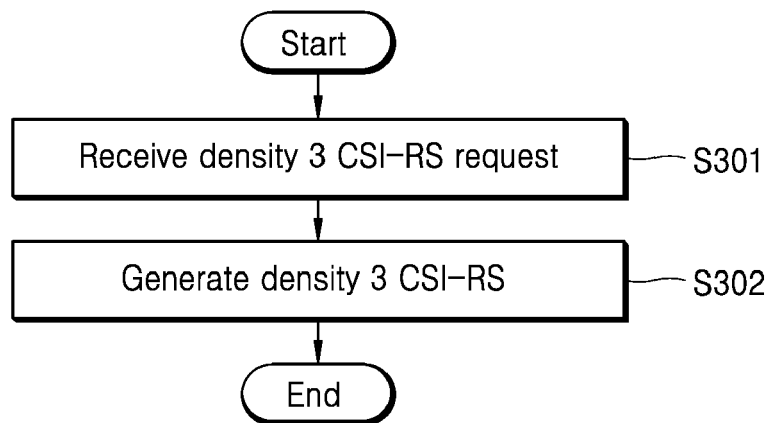 Start
Receive density 3 CSI-RS request
S301
Generate density 3 CSI-RS
S302
End